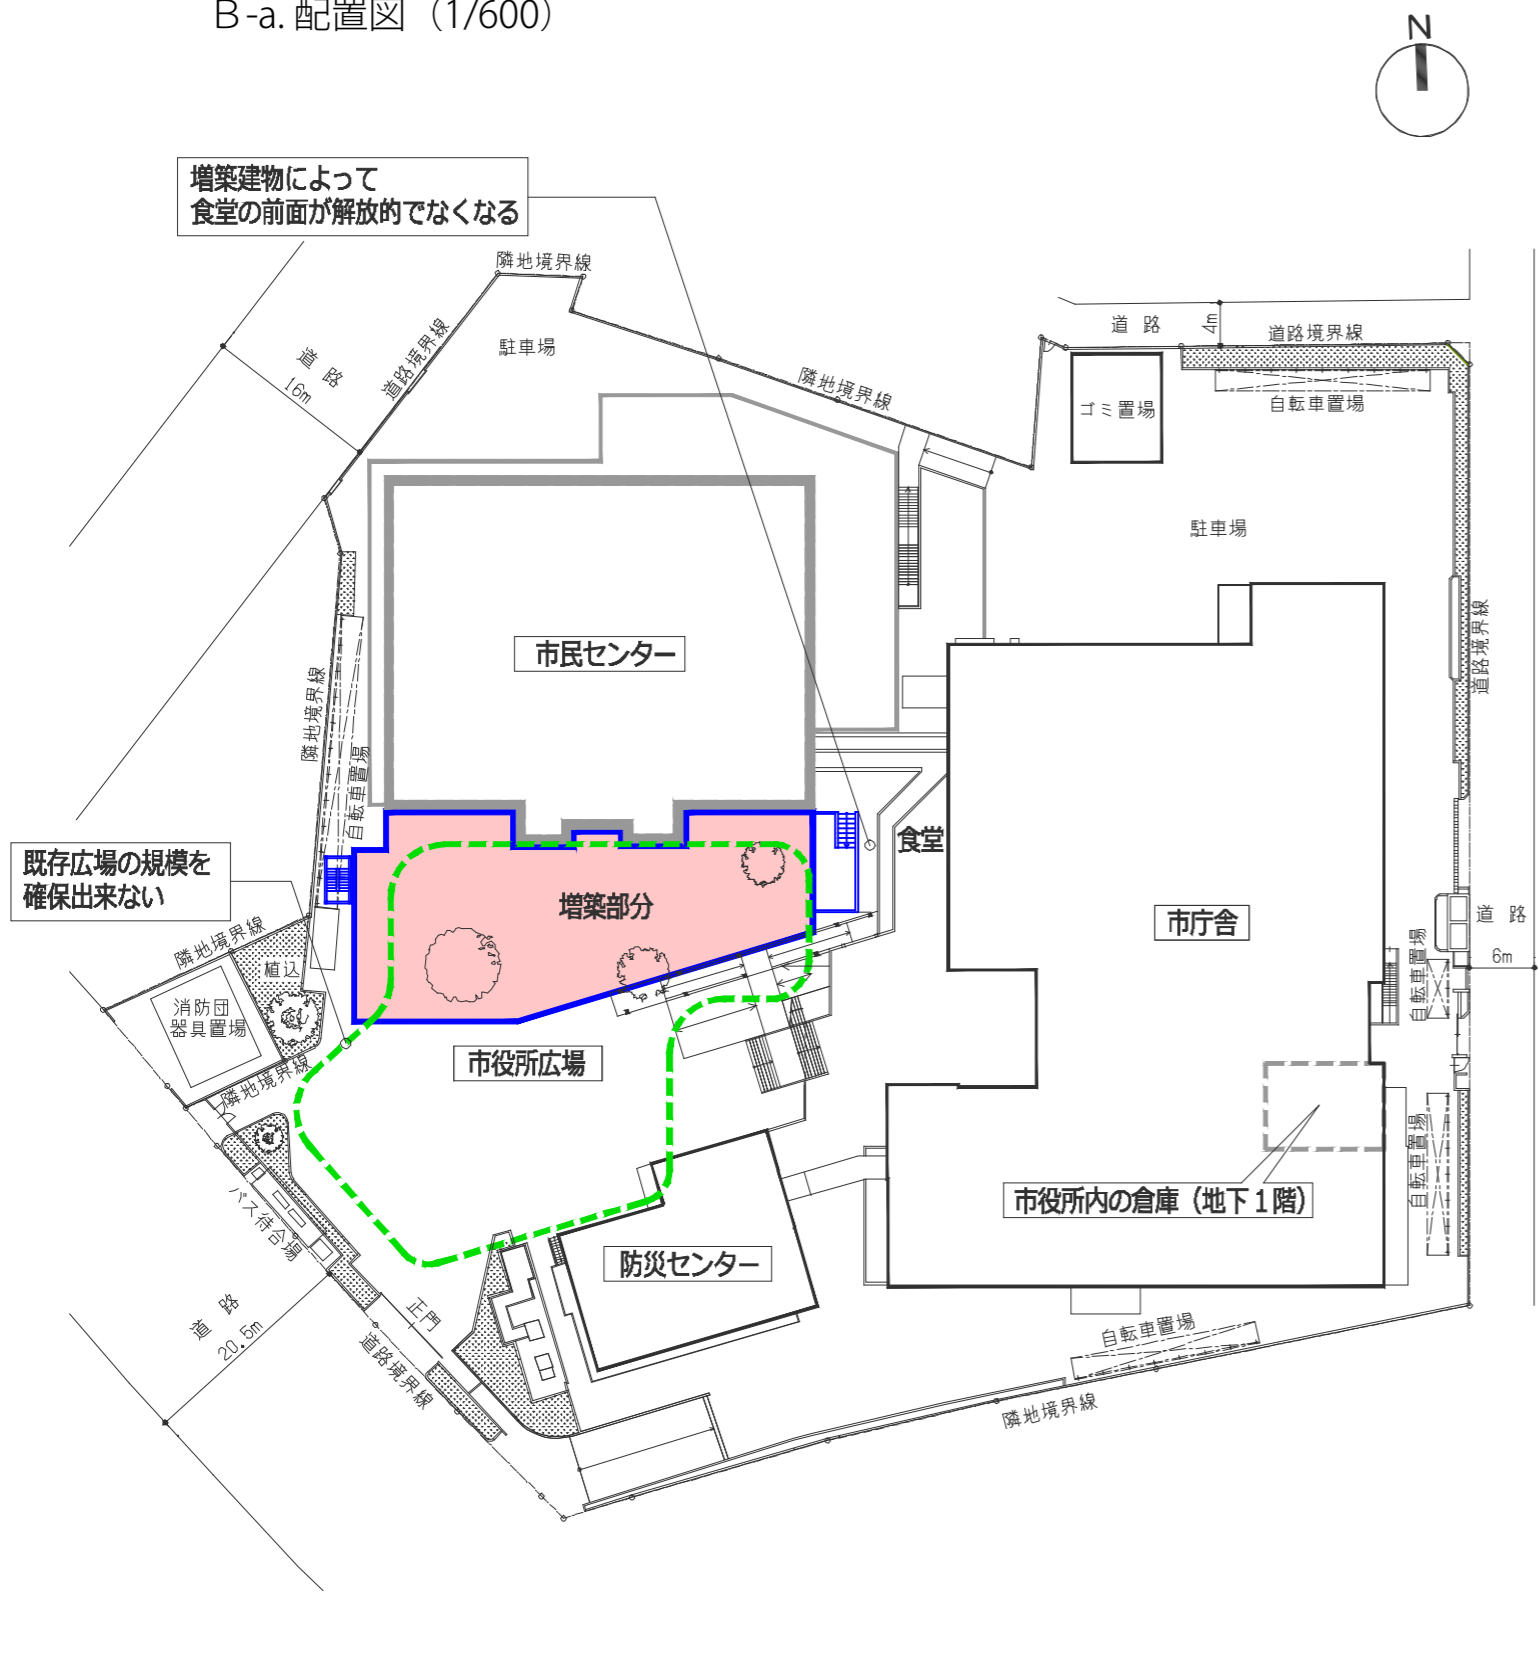 B-a. 配置図（1/600）
N
増築建物によって
食堂の前面が解放的でなくなる
隣地境界線
道路境界線
駐車場
道 路
16m
隣地境界線
道 路
4m
道路境界線
ゴミ置場
自転車置場
駐車場
市民センター
隣地境界線
自転車置場
道路境界線
食堂
既存広場の規模を
確保出来ない
増築部分
市庁舎
道 路
6m
自転車置場
隣地境界線
植込
消防団
器具置場
隣地境界線
市役所広場
自転車置場
市役所内の倉庫（地下１階）
バス待合場
防災センター
道 路
20.5m
正門
道路境界線
自転車置場
隣地境界線